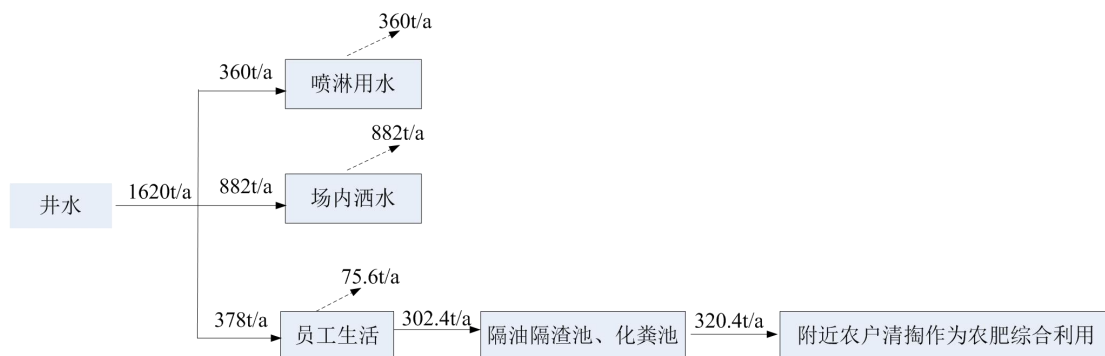 360t/a
360t/a
喷淋用水
882t/a
井水
1620t/a
882t/a
场内洒水
75.6t/a
378t/a
员工生活
302.4t/a
隔油隔渣池、化粪池
320.4t/a
附近农户清掏作为农肥综合利用